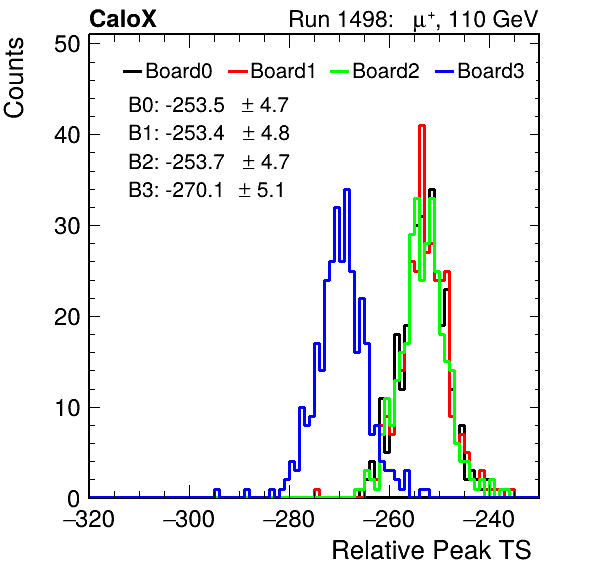 CaloX Run 1498: μ⁺, 110 GeV
Counts
50
40
30
20
10
0
Board0 Board1 Board2 Board3
B0: -253.5 ± 4.7
B1: -253.4 ± 4.8
B2: -253.7 ± 4.7
B3: -270.1 ± 5.1
−320 −300 −280 −260 −240
Relative Peak TS